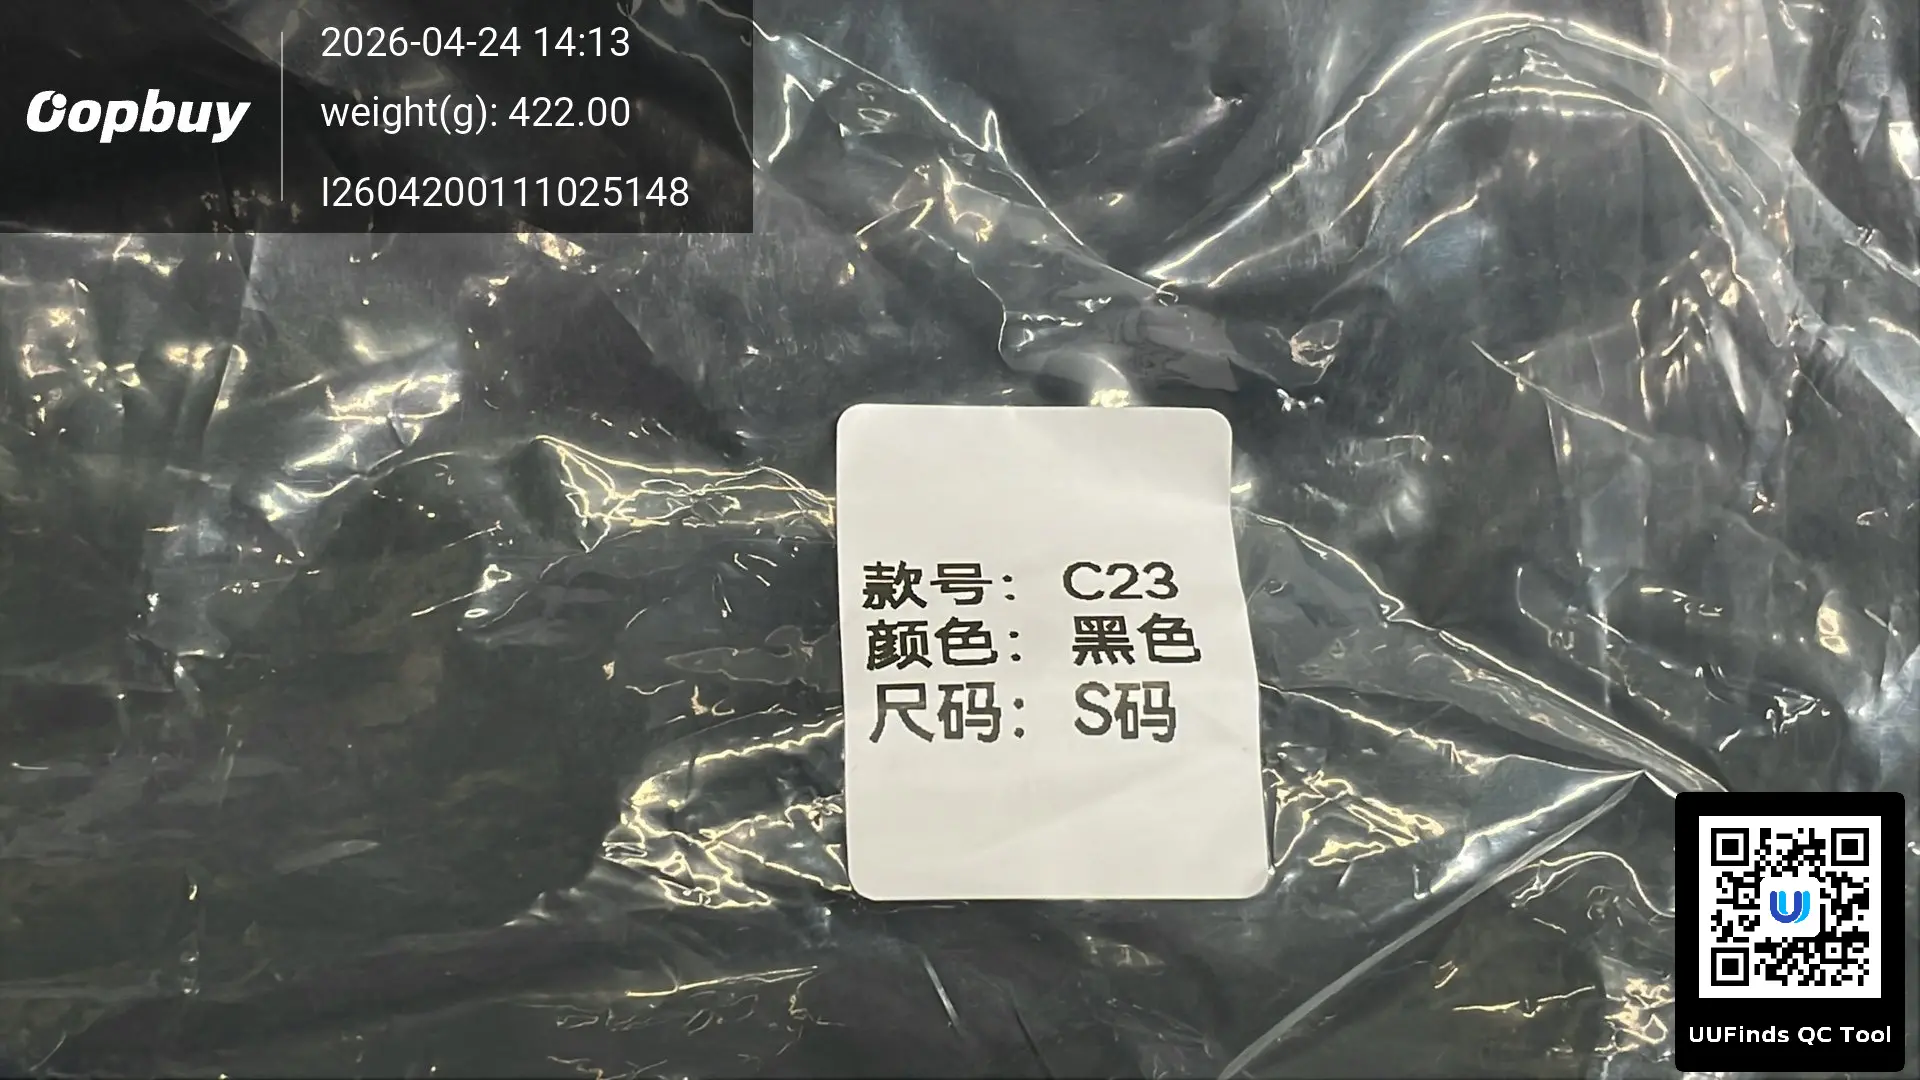 Oopbuy
2026-04-24 14:13
weight(g): 422.00
I2604200111025148
款号： C23
颜色： 黑色
尺码： S码
UUFinds QC Tool